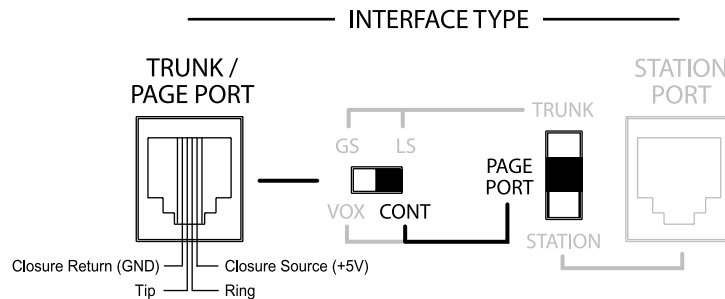 INTERFACE TYPE
TRUNK /
PAGE PORT
STATION
PORT
TRUNK
GS LS
PAGE
PORT
VOX CONT
STATION
Closure Return (GND) Closure Source (+5V)
Tip Ring